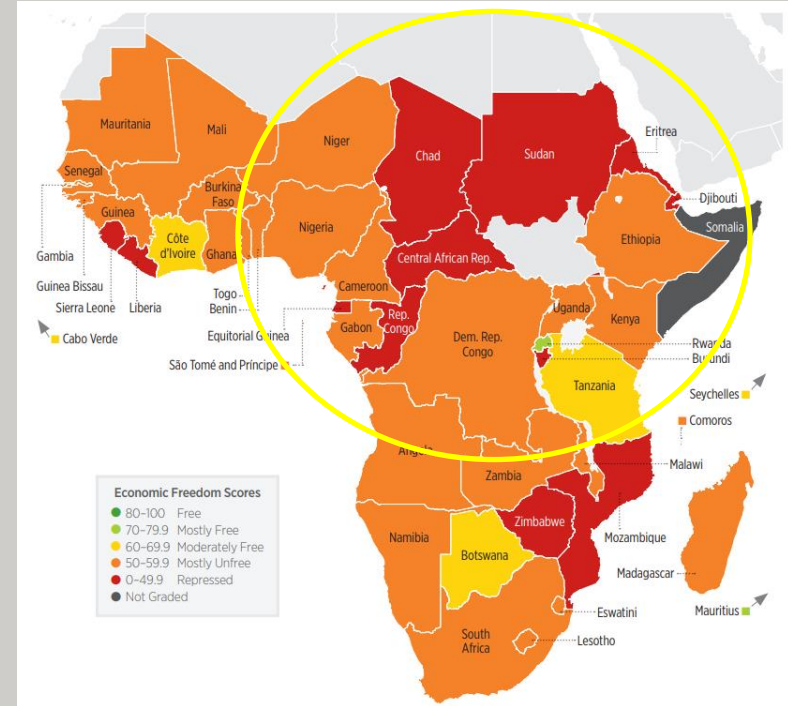 Mauritania
Mali
Niger
Chad
Sudan
Eritrea
Senegal
Burkina
Faso
Djibouti
Guinea
Nigeria
Somalia
Côte
d'Ivoire
Ghana
Ethiopia
Gambia
Central African Rep.
Guinea Bissau
Sierra Leone
Liberia
Togo
Benin
Cameroon
Uganda
Kenya
Cabo Verde
Equitorial Guinea
Gabon
Rep.
Congo
Dem. Rep.
Congo
Rwanda
Burundi
São Tomé and Príncipe
Tanzania
Seychelles
Comoros
Angola
Malawi
Zambia
Economic Freedom Scores
80–100 Free
70–79.9 Mostly Free
60–69.9 Moderately Free
50–59.9 Mostly Unfree
0–49.9 Repressed
Not Graded
Zimbabwe
Mozambique
Namibia
Botswana
Madagascar
Mauritius
Eswatini
South
Africa
Lesotho